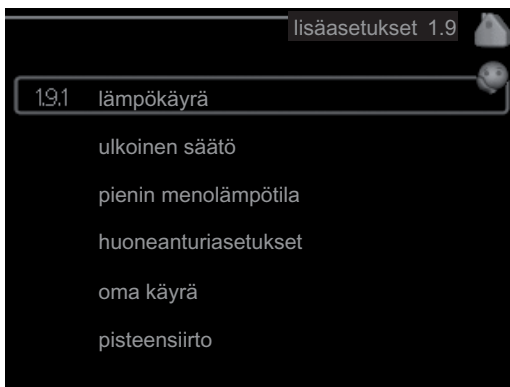 lisäasetukset 1.9
1.9.1 lämpökäyrä
ulkoinen säätö
pienin menolämpötila
huoneanturiasetukset
oma käyrä
pisteensiirto